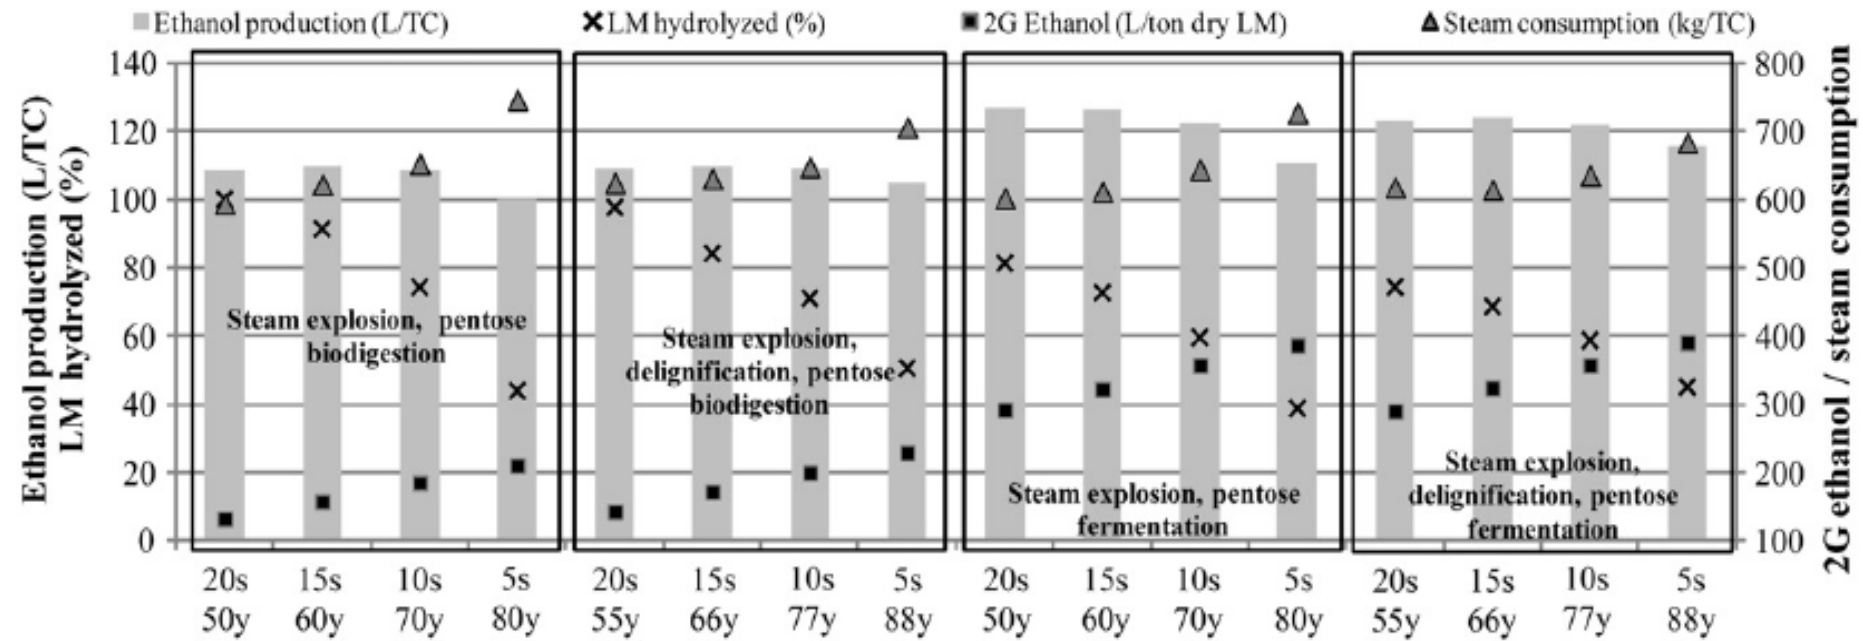 Ethanol production (L/TC) LM hydrolyzed (%) 2G Ethanol (L/ton dry LM) Steam consumption (kg/TC)
Ethanol production (L/TC)
LM hydrolyzed (%)
140
120
100
80
60
40
20
0
Steam explosion, pentose
biodigestion
Steam explosion,
delignification, pentose
biodigestion
Steam explosion, pentose
fermentation
Steam explosion,
delignification, pentose
fermentation
800
700
600
500
400
300
200
100
2G ethanol / steam consumption
20s 15s 10s 5s 20s 15s 10s 5s 20s 15s 10s 5s 20s 15s 10s 5s
50y 60y 70y 80y 55y 66y 77y 88y 50y 60y 70y 80y 55y 66y 77y 88y